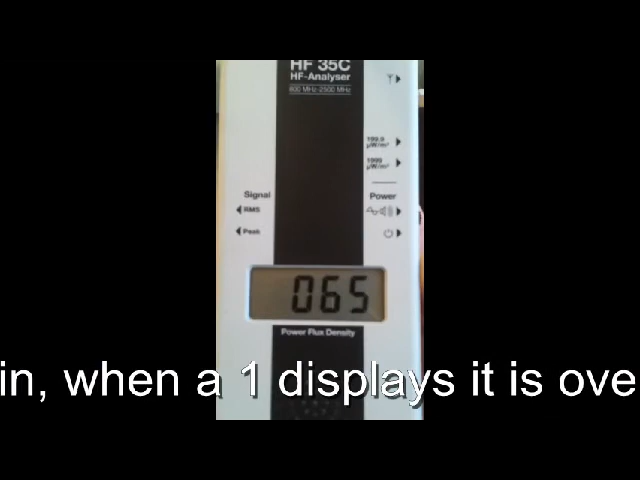 HF 35C
HF-Analyser
800 MHz-2500 MHz
199.9
µW/m²
1999
µW/m²
Signal
Power
RMS
Peak
065
Power Flux Density
in, when a 1 displays it is ove